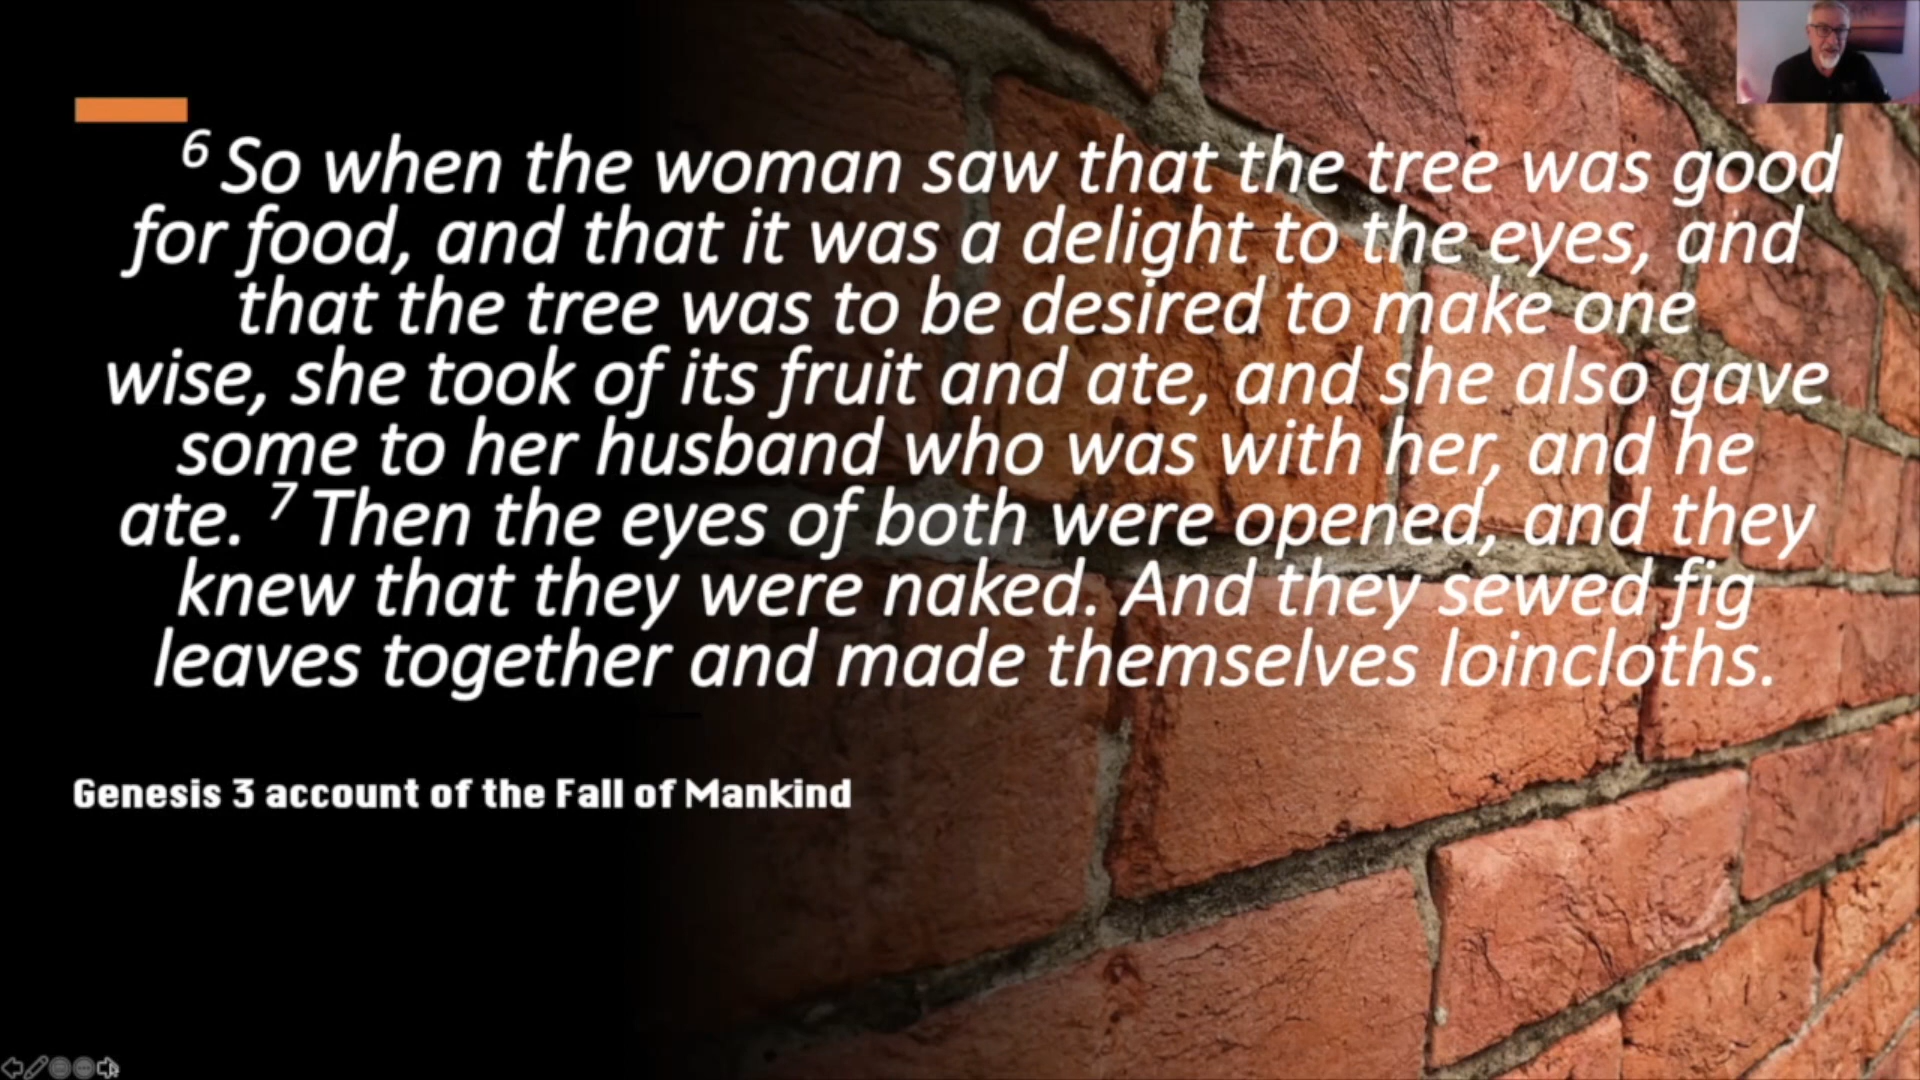 6 So when the woman saw that the tree was good
for food, and that it was a delight to the eyes, and
that the tree was to be desired to make one
wise, she took of its fruit and ate, and she also gave
some to her husband who was with her, and he
ate. 7 Then the eyes of both were opened, and they
knew that they were naked. And they sewed fig
leaves together and made themselves loincloths.
Genesis 3 account of the Fall of Mankind